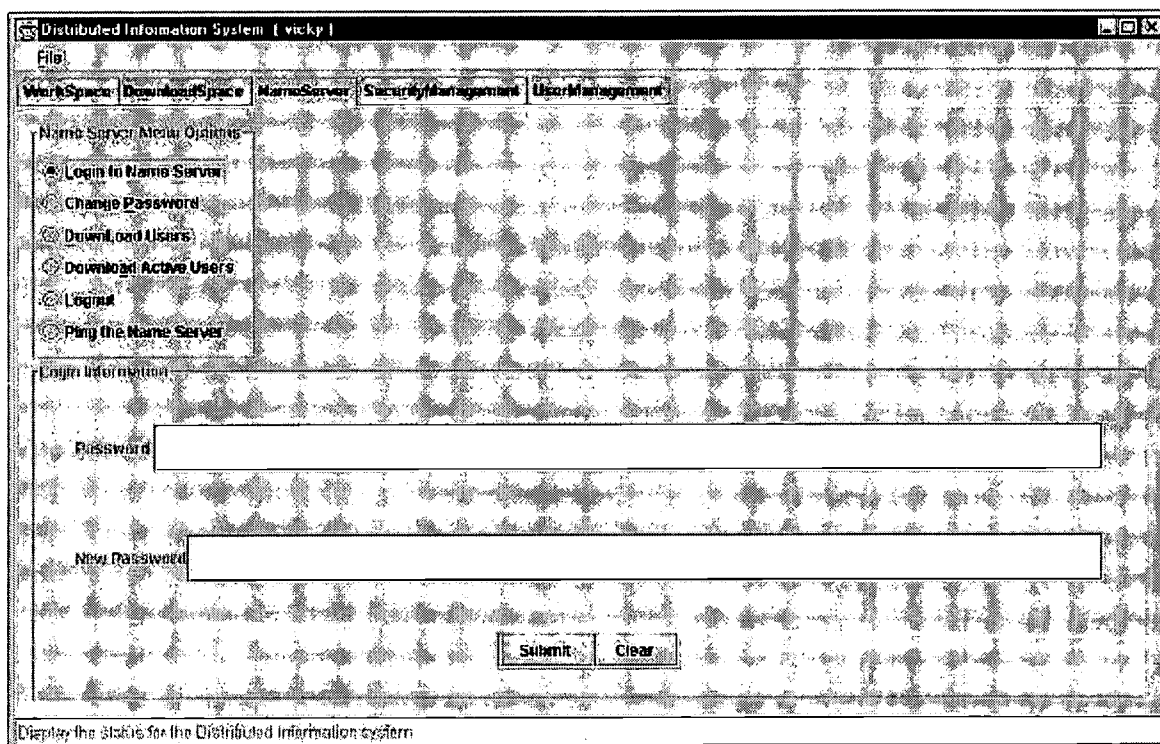 Distributed Information System ( vicky )
File
WorkSpace DownloadSpace NameServer SecurityManagement UserManagement
Name Server Menu Options
Login to Name Server
Change Password
DownLoad Users
Download Active Users
Logout
Ping the Name Server
Login Information
Password
New Password
Submit Clear
Display the status for the Distributed Information system